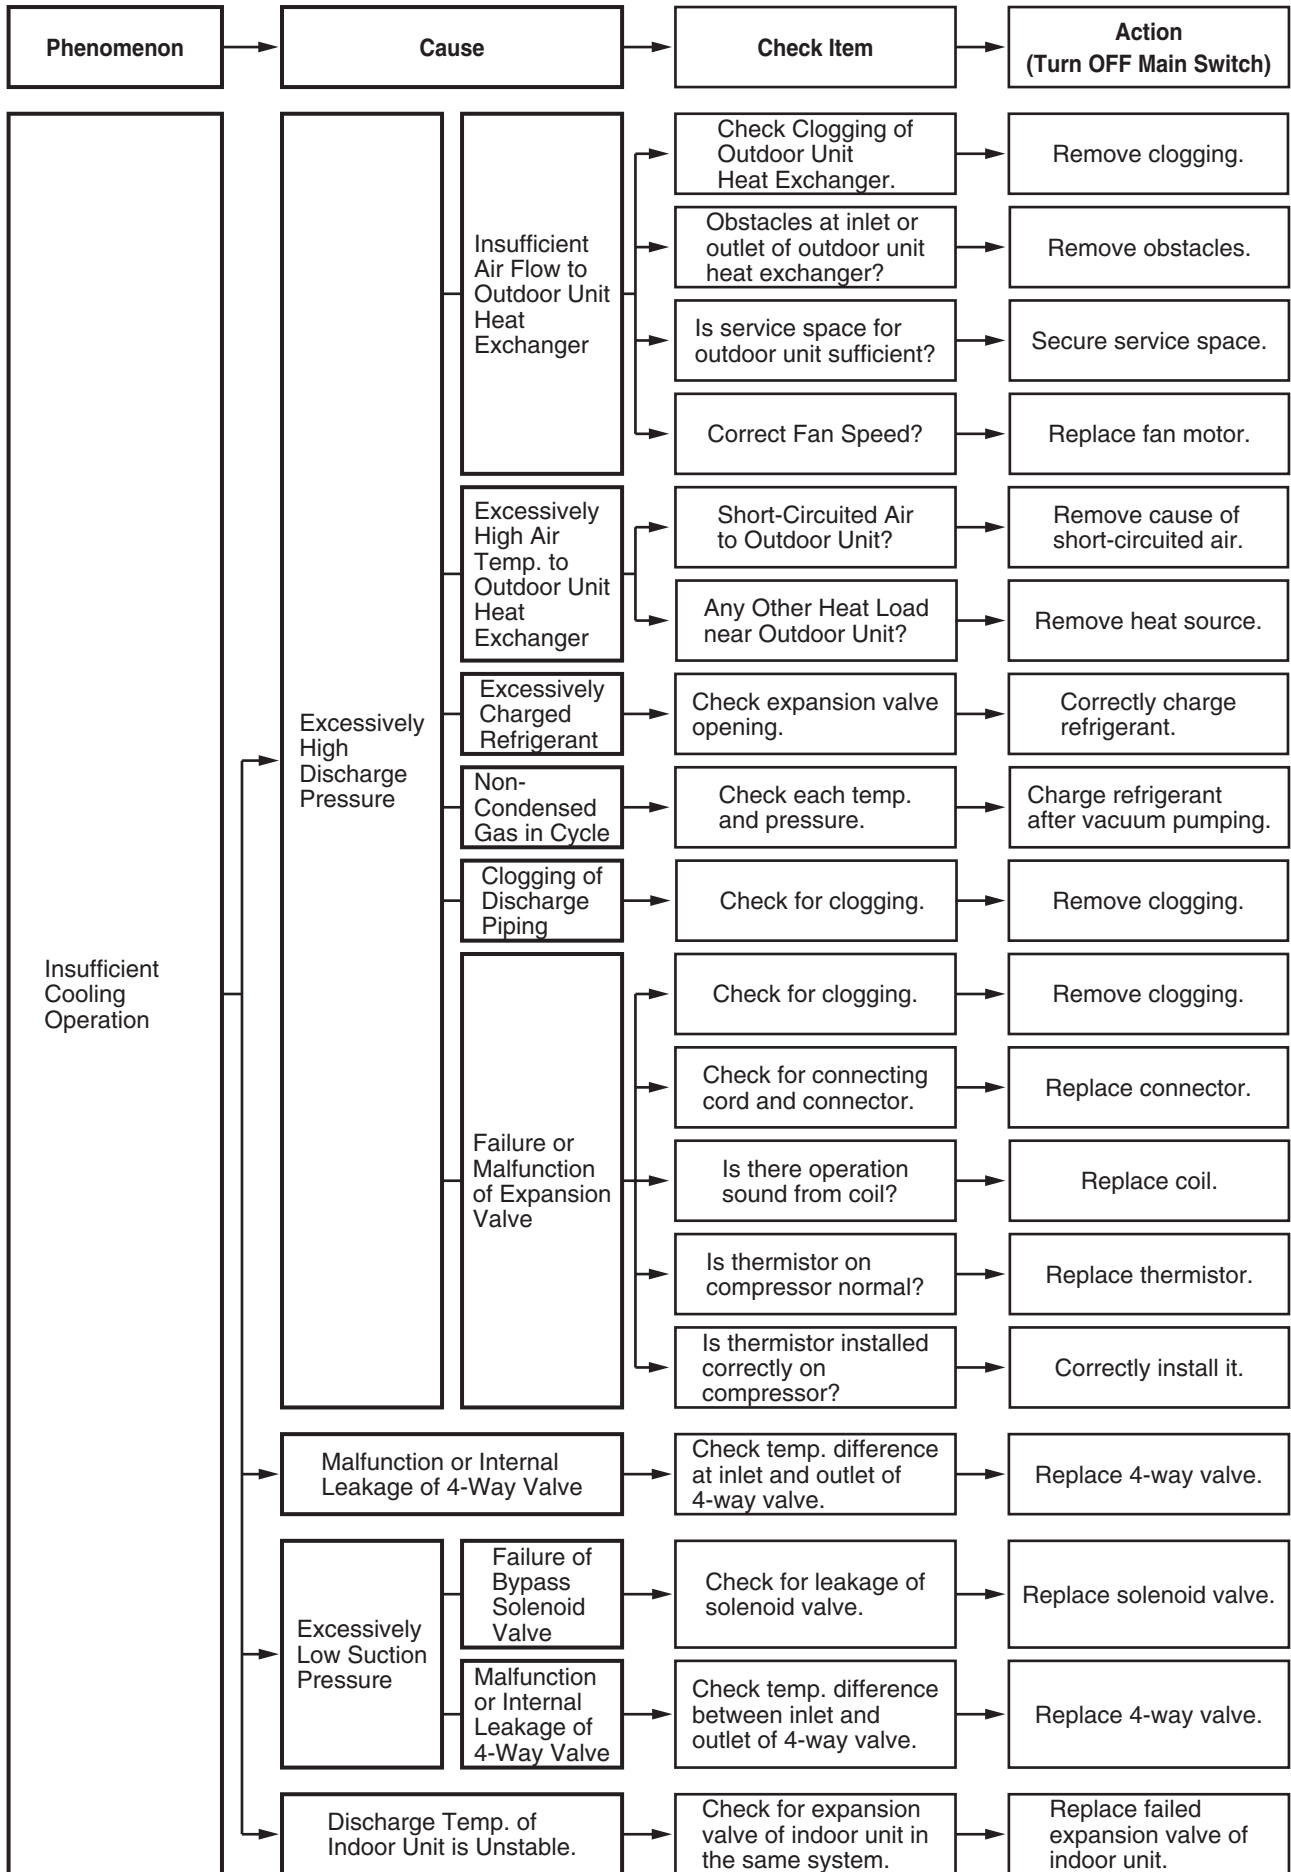 Phenomenon
Cause
Check Item
Action
(Turn OFF Main Switch)
Insufficient
Cooling
Operation
Excessively
High
Discharge
Pressure
Insufficient
Air Flow to
Outdoor Unit
Heat
Exchanger
Check Clogging of
Outdoor Unit
Heat Exchanger.
Remove clogging.
Obstacles at inlet or
outlet of outdoor unit
heat exchanger?
Remove obstacles.
Is service space for
outdoor unit sufficient?
Secure service space.
Correct Fan Speed?
Replace fan motor.
Excessively
High Air
Temp. to
Outdoor Unit
Heat
Exchanger
Short-Circuited Air
to Outdoor Unit?
Remove cause of
short-circuited air.
Any Other Heat Load
near Outdoor Unit?
Remove heat source.
Excessively
Charged
Refrigerant
Check expansion valve
opening.
Correctly charge
refrigerant.
Non-
Condensed
Gas in Cycle
Check each temp.
and pressure.
Charge refrigerant
after vacuum pumping.
Clogging of
Discharge
Piping
Check for clogging.
Remove clogging.
Failure or
Malfunction
of Expansion
Valve
Check for clogging.
Remove clogging.
Check for connecting
cord and connector.
Replace connector.
Is there operation
sound from coil?
Replace coil.
Is thermistor on
compressor normal?
Replace thermistor.
Is thermistor installed
correctly on
compressor?
Correctly install it.
Malfunction or Internal
Leakage of 4-Way Valve
Check temp. difference
at inlet and outlet of
4-way valve.
Replace 4-way valve.
Excessively
Low Suction
Pressure
Failure of
Bypass
Solenoid
Valve
Check for leakage of
solenoid valve.
Replace solenoid valve.
Malfunction
or Internal
Leakage of
4-Way Valve
Check temp. difference
between inlet and
outlet of 4-way valve.
Replace 4-way valve.
Discharge Temp. of
Indoor Unit is Unstable.
Check for expansion
valve of indoor unit in
the same system.
Replace failed
expansion valve of
indoor unit.